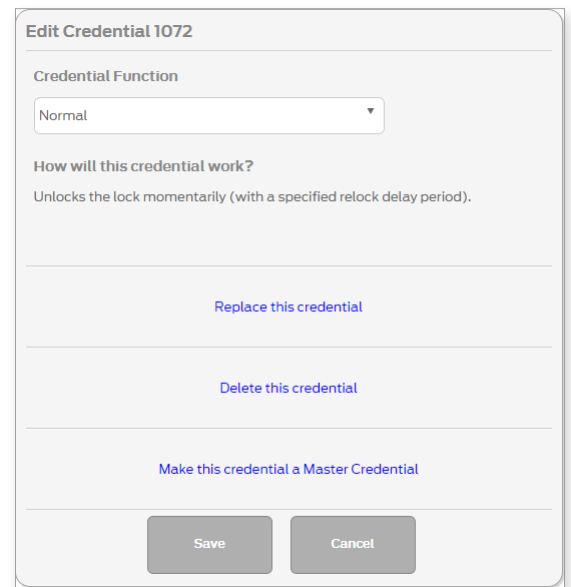 Edit Credential 1072
Credential Function
Normal
How will this credential work?
Unlocks the lock momentarily (with a specified relock delay period).
Replace this credential
Delete this credential
Make this credential a Master Credential
Save
Cancel